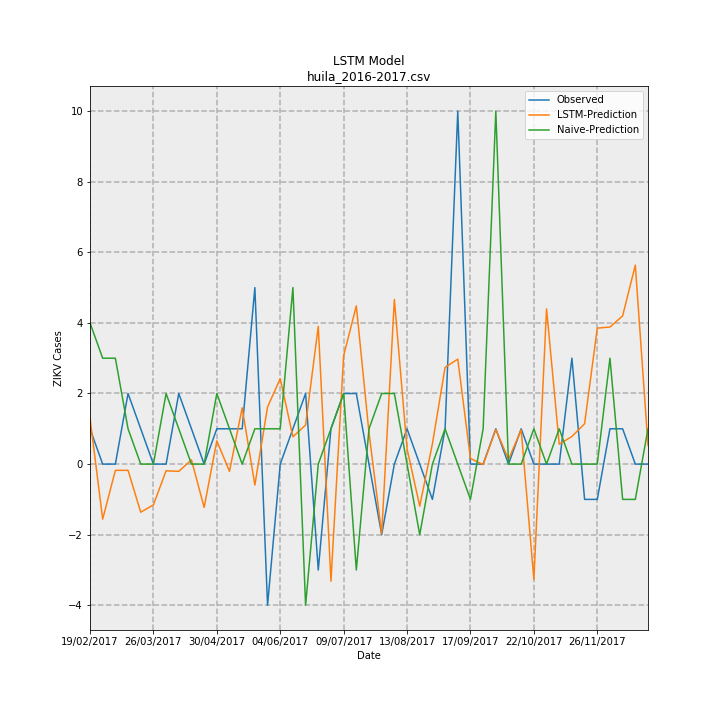 LSTM Model
huila_2016-2017.csv
Observed
LSTM-Prediction
Naive-Prediction
ZIKV Cases
10
8
6
4
2
0
−2
−4
19/02/2017 26/03/2017 30/04/2017 04/06/2017 09/07/2017 13/08/2017 17/09/2017 22/10/2017 26/11/2017
Date